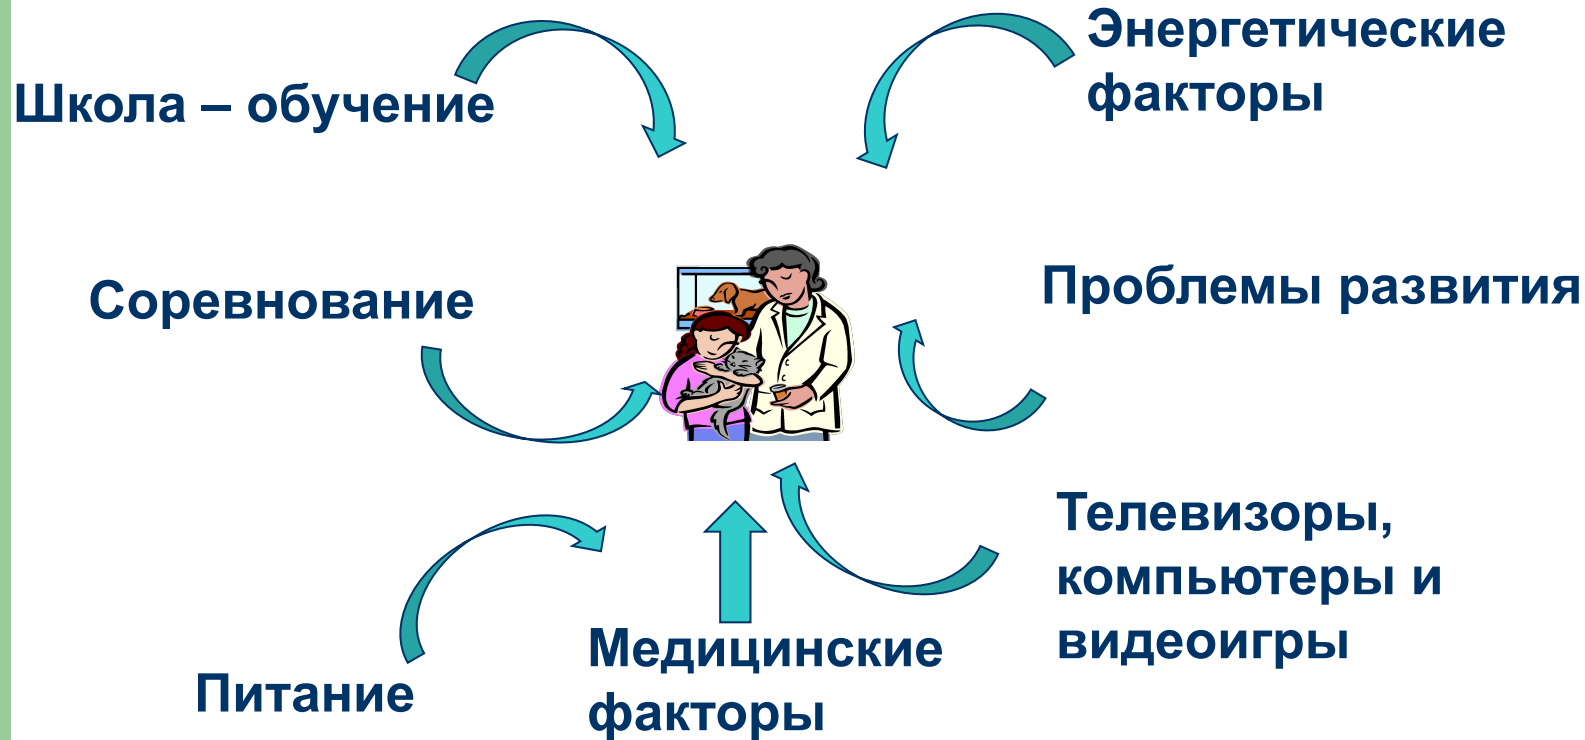 Школа – обучение
Энергетические
факторы
Соревнование
Проблемы развития
Телевизоры,
компьютеры и
видеоигры
Питание
Медицинские
факторы